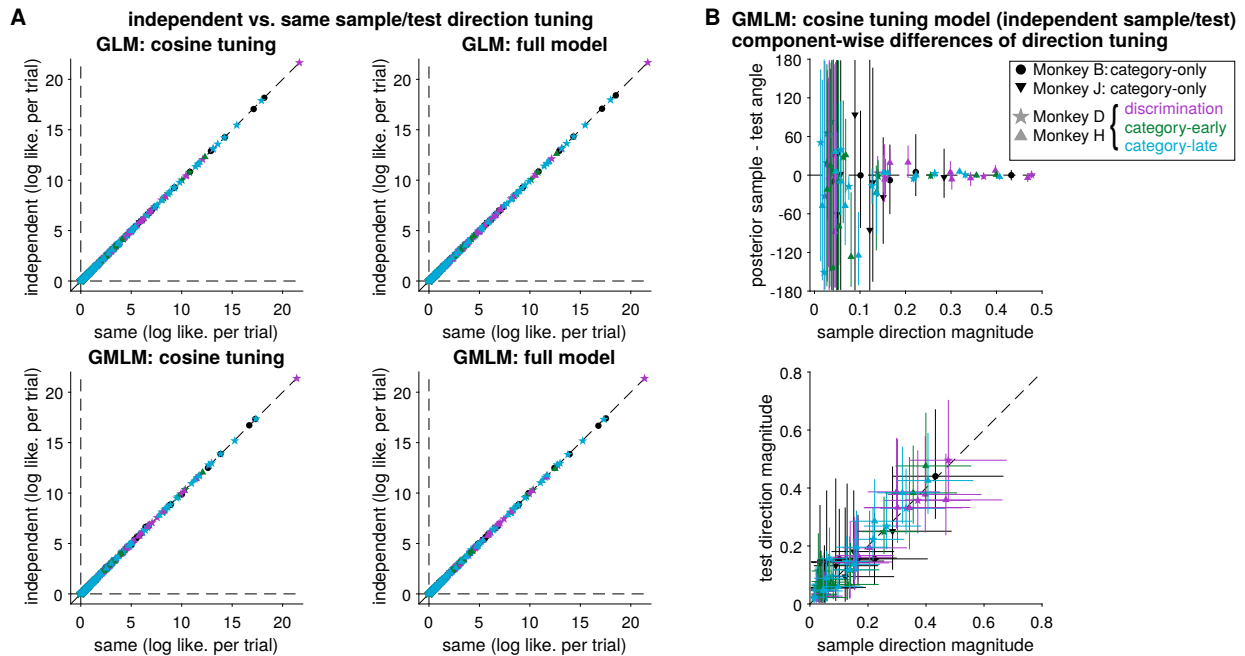 A
independent vs. same sample/test direction tuning
GLM: cosine tuning
independent (log like. per trial)
20
15
10
5
0
0 5 10 15 20
same (log like. per trial)
GLM: full model
independent (log like. per trial)
20
15
10
5
0
0 5 10 15 20
same (log like. per trial)
GMLM: cosine tuning
independent (log like. per trial)
20
15
10
5
0
0 5 10 15 20
same (log like. per trial)
GMLM: full model
independent (log like. per trial)
20
15
10
5
0
0 5 10 15 20
same (log like. per trial)
B
GMLM: cosine tuning model (independent sample/test)
component-wise differences of direction tuning
Monkey B: category-only
Monkey J: category-only
Monkey D
Monkey H
discrimination
category-early
category-late
posterior sample - test angle
180
120
60
0
-60
-120
-180
0 0.1 0.2 0.3 0.4 0.5
sample direction magnitude
test direction magnitude
0.8
0.6
0.4
0.2
0
0 0.2 0.4 0.6 0.8
sample direction magnitude